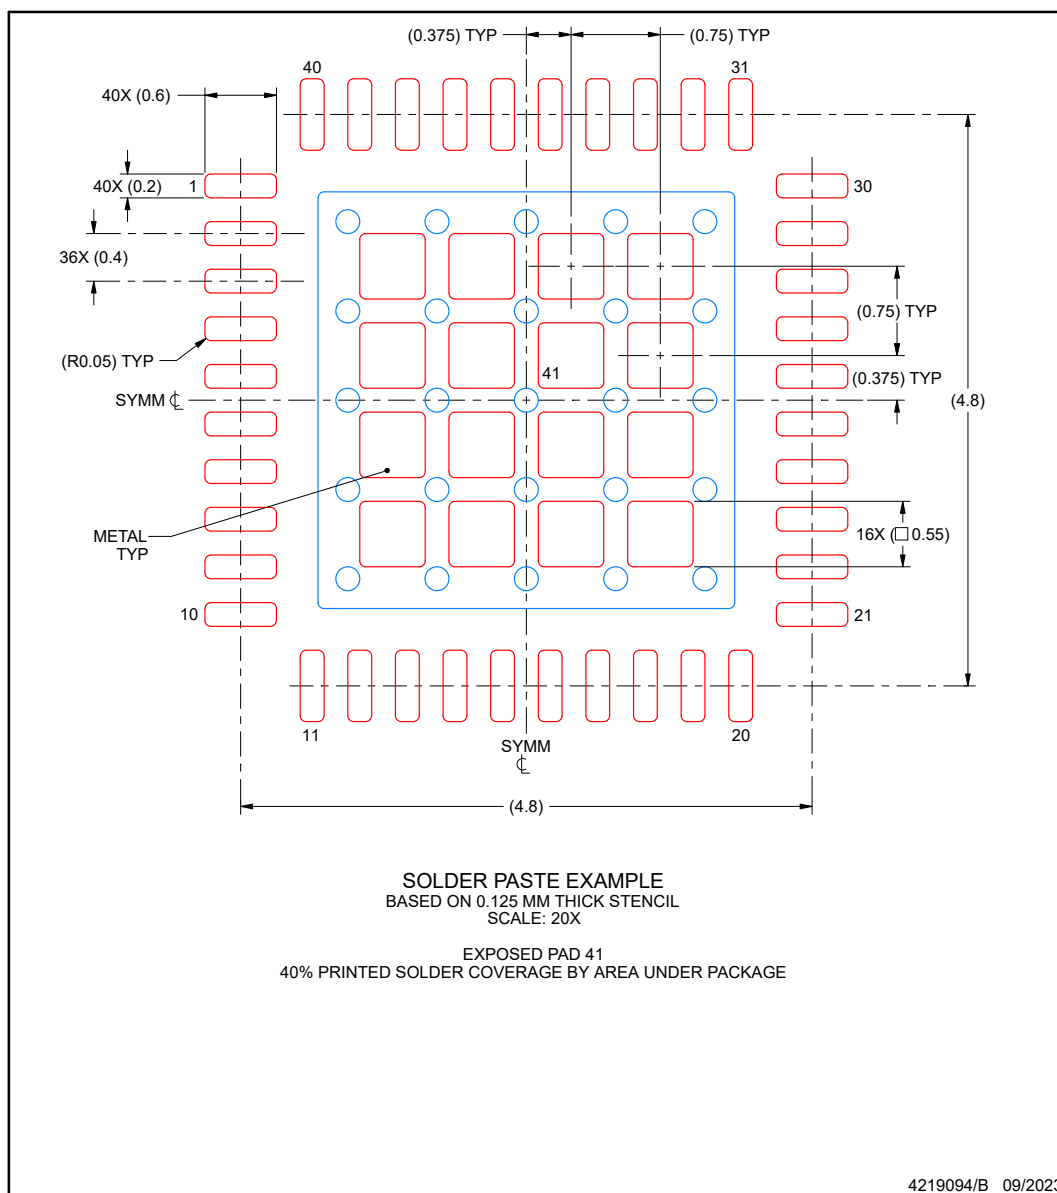 (0.375) TYP
(0.75) TYP
40
31
40X (0.6)
40X (0.2)
1
30
36X (0.4)
(0.75) TYP
(R0.05) TYP
41
(0.375) TYP
SYMM ℄
(4.8)
METAL
TYP
16X (□ 0.55)
10
21
11
20
SYMM
℄
(4.8)
SOLDER PASTE EXAMPLE
BASED ON 0.125 MM THICK STENCIL
SCALE: 20X
EXPOSED PAD 41
40% PRINTED SOLDER COVERAGE BY AREA UNDER PACKAGE
4219094/B 09/2023